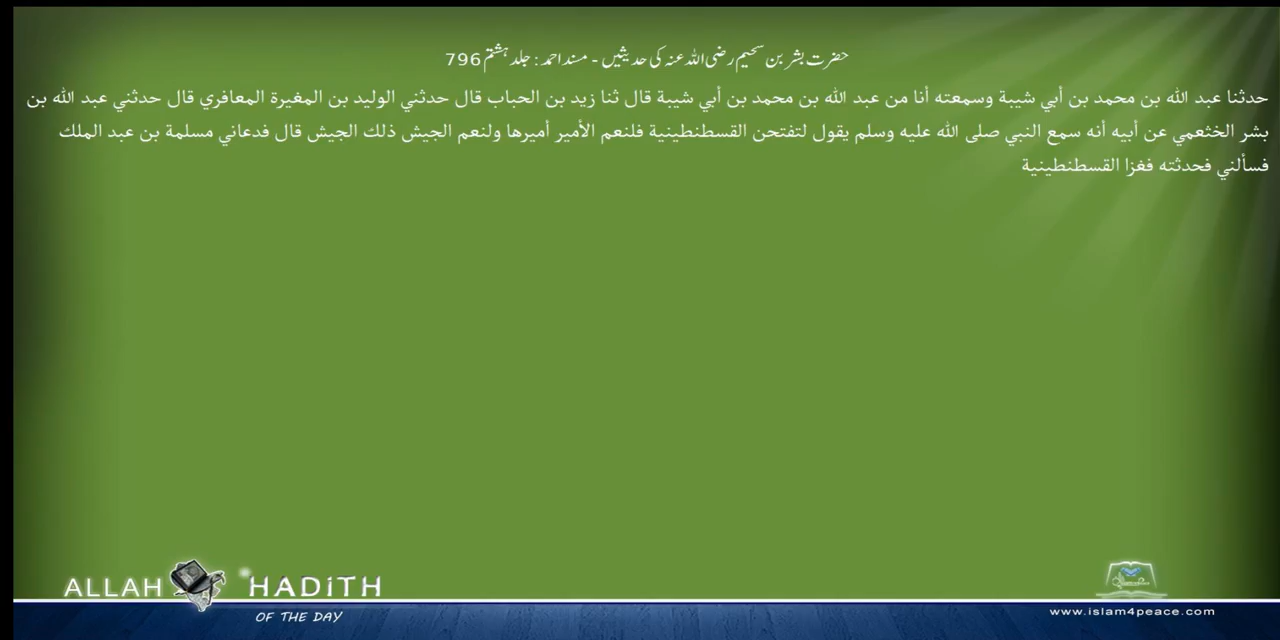 حضرت بشر بن سحیم رضی اللہ عنہ کی حدیثیں - مسند احمد : جلد ہشتم 796
حدثنا عبد الله بن محمد بن أبي شيبة وسمعته أنا من عبد الله بن محمد بن أبي شيبة قال ثنا زيد بن الحباب قال حدثني الوليد بن المغيرة المعافري قال حدثني عبد الله بن
بشر الخثعمي عن أبيه أنه سمع النبي صلى الله عليه وسلم يقول لتفتحن القسطنطينية فلنعم الأمير أميرها ولنعم الجيش ذلك الجيش قال فدعاني مسلمة بن عبد الملك
فسألني فحدثته فغزا القسطنطينية
ALLAH HADITH
OF THE DAY
www.islam4peace.com